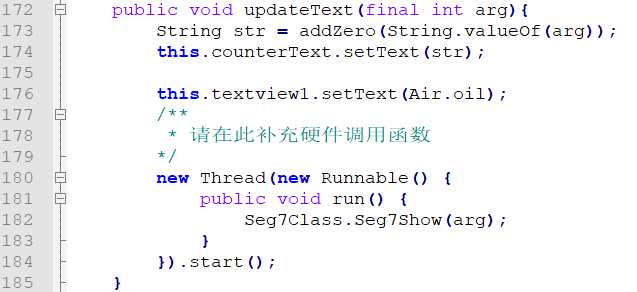 172 public void updateText(final int arg){
173 String str = addZero(String.valueOf(arg));
174 this.counterText.setText(str);
175
176 this.textview1.setText(Air.oil);
177 /**
178 * 请在此补充硬件调用函数
179 */
180 new Thread(new Runnable() {
181 public void run() {
182 Seg7Class.Seg7Show(arg);
183 }
184 }).start();
185 }